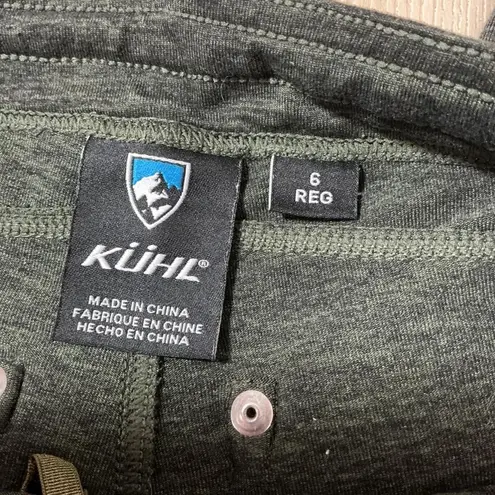 KÜHL®
MADE IN CHINA
FABRIQUE EN CHINE
HECHO EN CHINA
6
REG